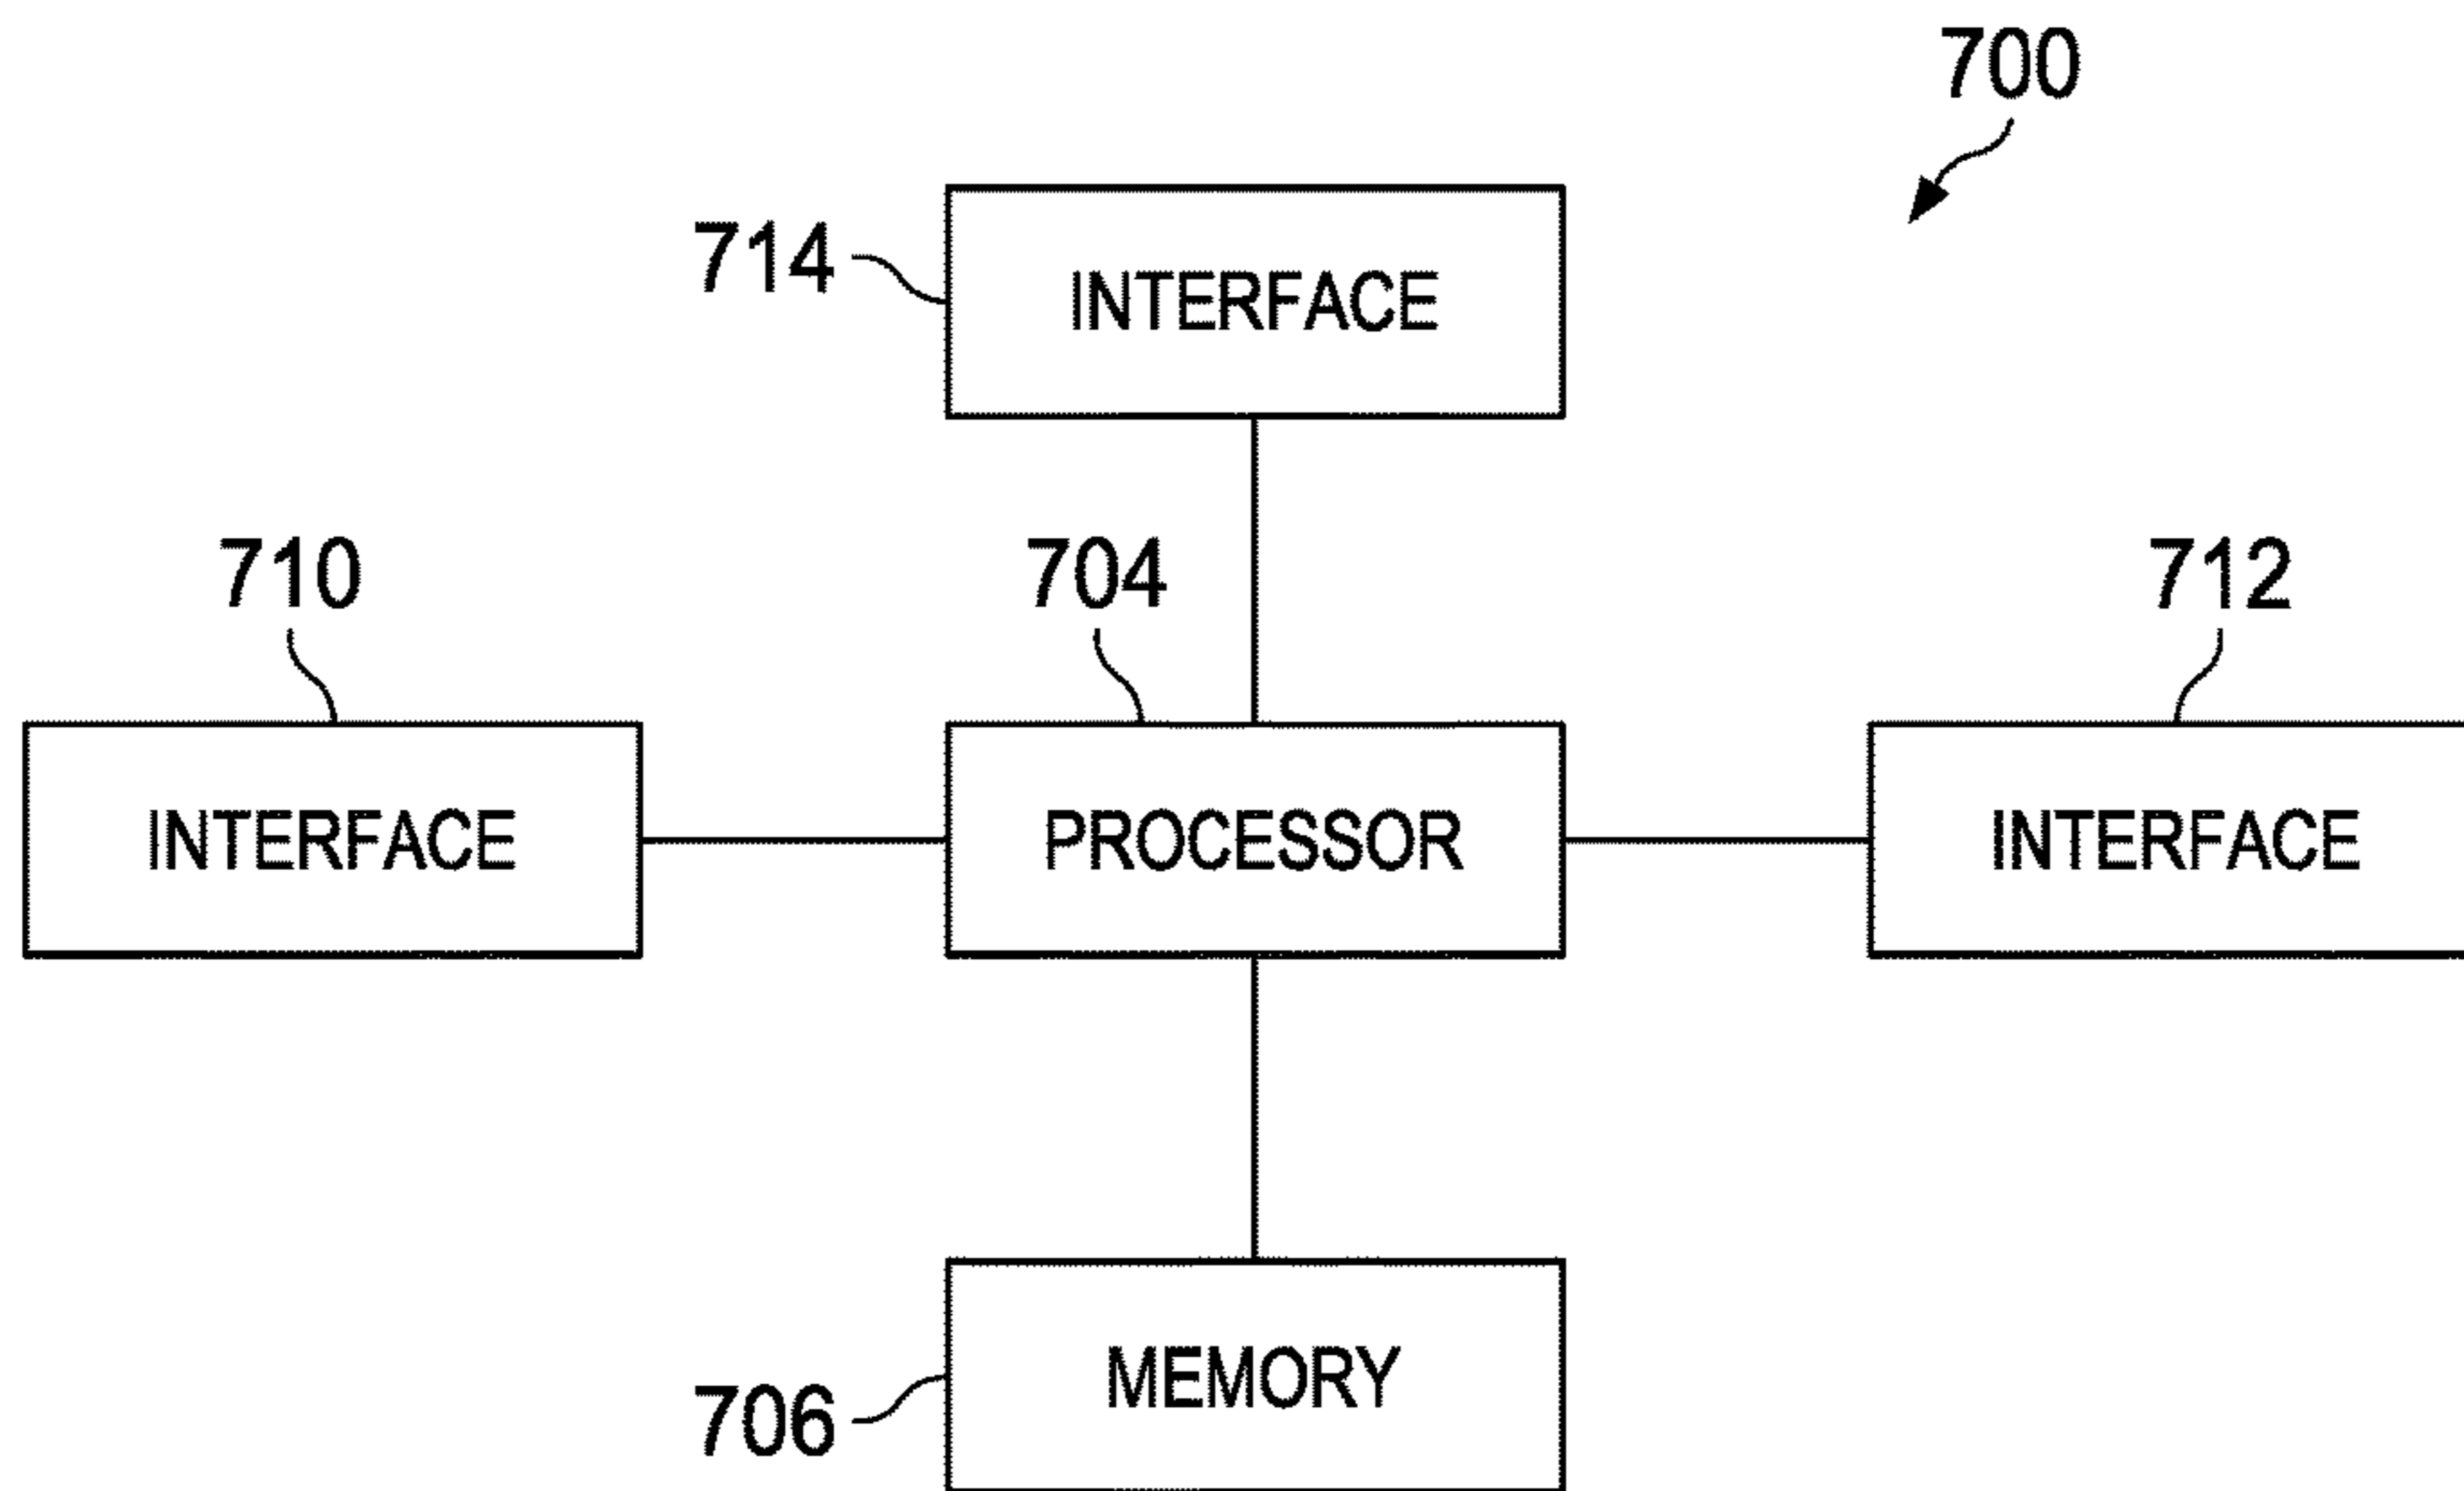 700
714
INTERFACE
710
704
712
INTERFACE
PROCESSOR
INTERFACE
MEMORY
706